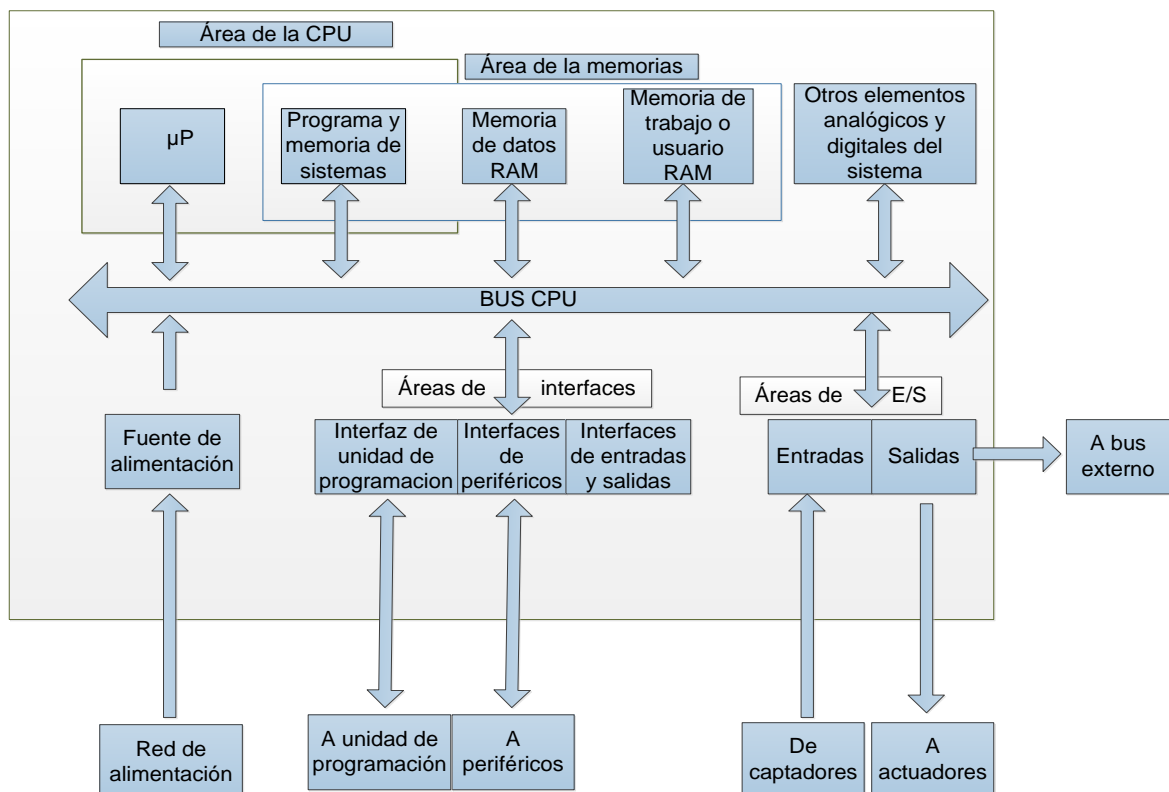 Área de la CPU
Área de la memorias
µP
Programa y
memoria de
sistemas
Memoria
de datos
RAM
Memoria de
trabajo o
usuario
RAM
Otros elementos
analógicos y
digitales del
sistema
BUS CPU
Áreas de interfaces
Áreas de E/S
Fuente de
alimentación
Interfaz de
unidad de
programacion
Interfaces
de
periféricos
Interfaces
de entradas
y salidas
Entradas
Salidas
A bus
externo
Red de
alimentación
A unidad de
programación
A
periféricos
De
captadores
A
actuadores